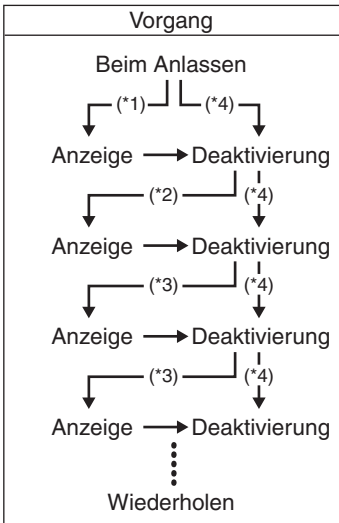 Vorgang
Beim Anlassen
(*1) (*4)
Anzeige Deaktivierung
(*2) (*4)
Anzeige Deaktivierung
(*3) (*4)
Anzeige Deaktivierung
(*3) (*4)
Anzeige Deaktivierung
Wiederholen